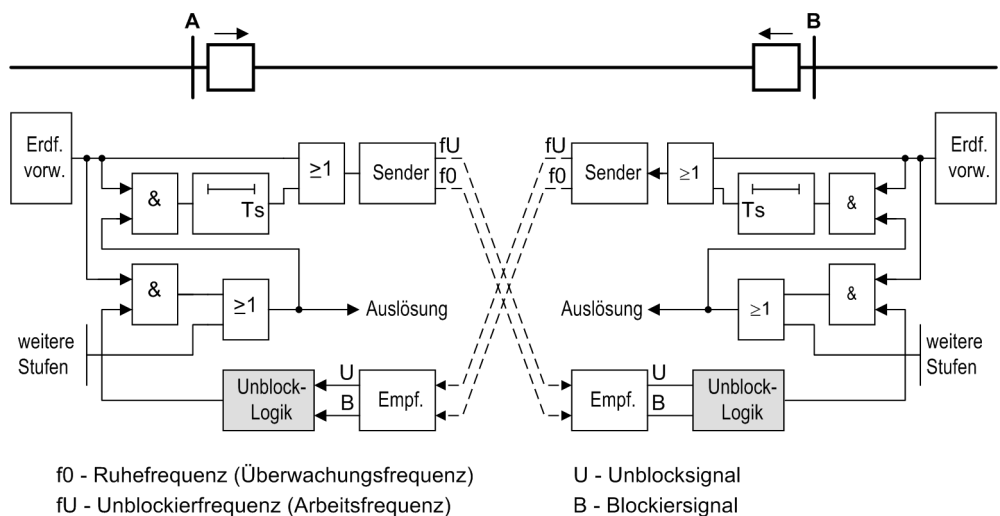 A
B
Erdf.
vorw.
&
Ts
≥1
Sender
fU
f0
fU
f0
Sender
≥1
Ts
&
Erdf.
vorw.
&
≥1
Auslösung
Auslösung
≥1
&
weitere
Stufen
weitere
Stufen
Unblock-
Logik
U
B
Empf.
Empf.
U
B
Unblock-
Logik
f0 - Ruhefrequenz (Überwachungsfrequenz)
U - Unblocksignal
fU - Unblockierfrequenz (Arbeitsfrequenz)
B - Blockiersignal